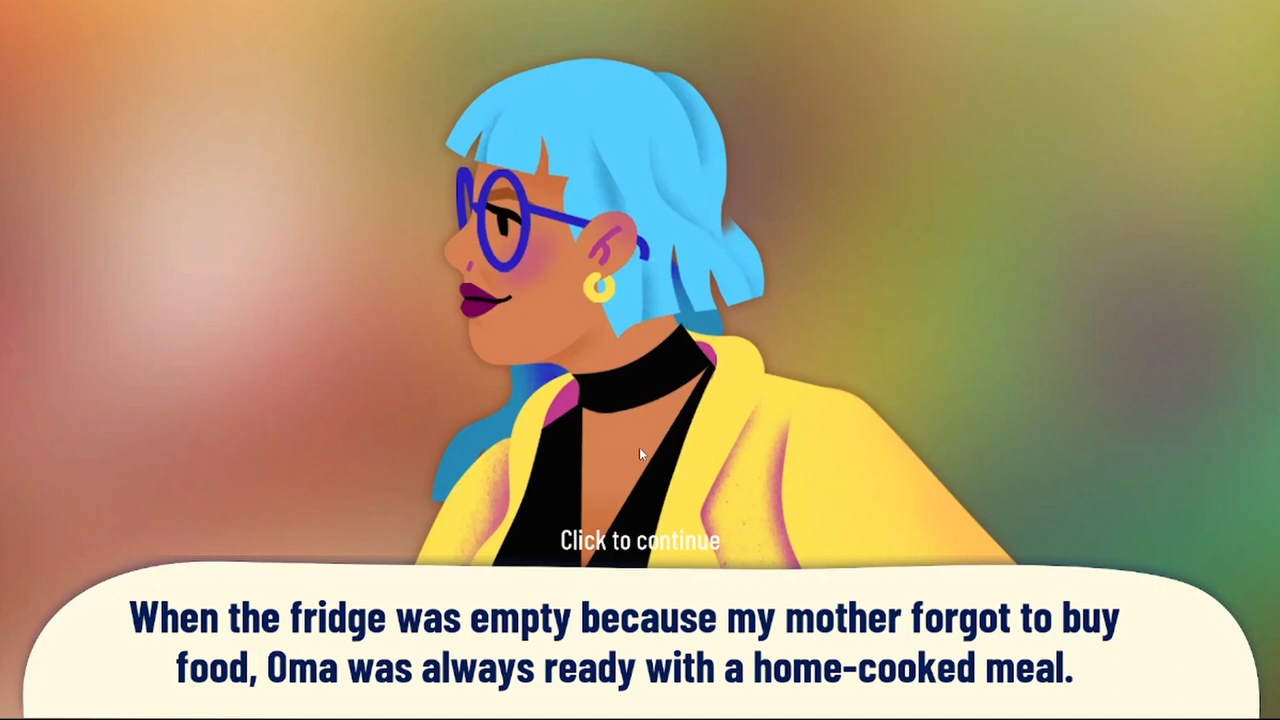 Click to continue
When the fridge was empty because my mother forgot to buy
food, Oma was always ready with a home-cooked meal.